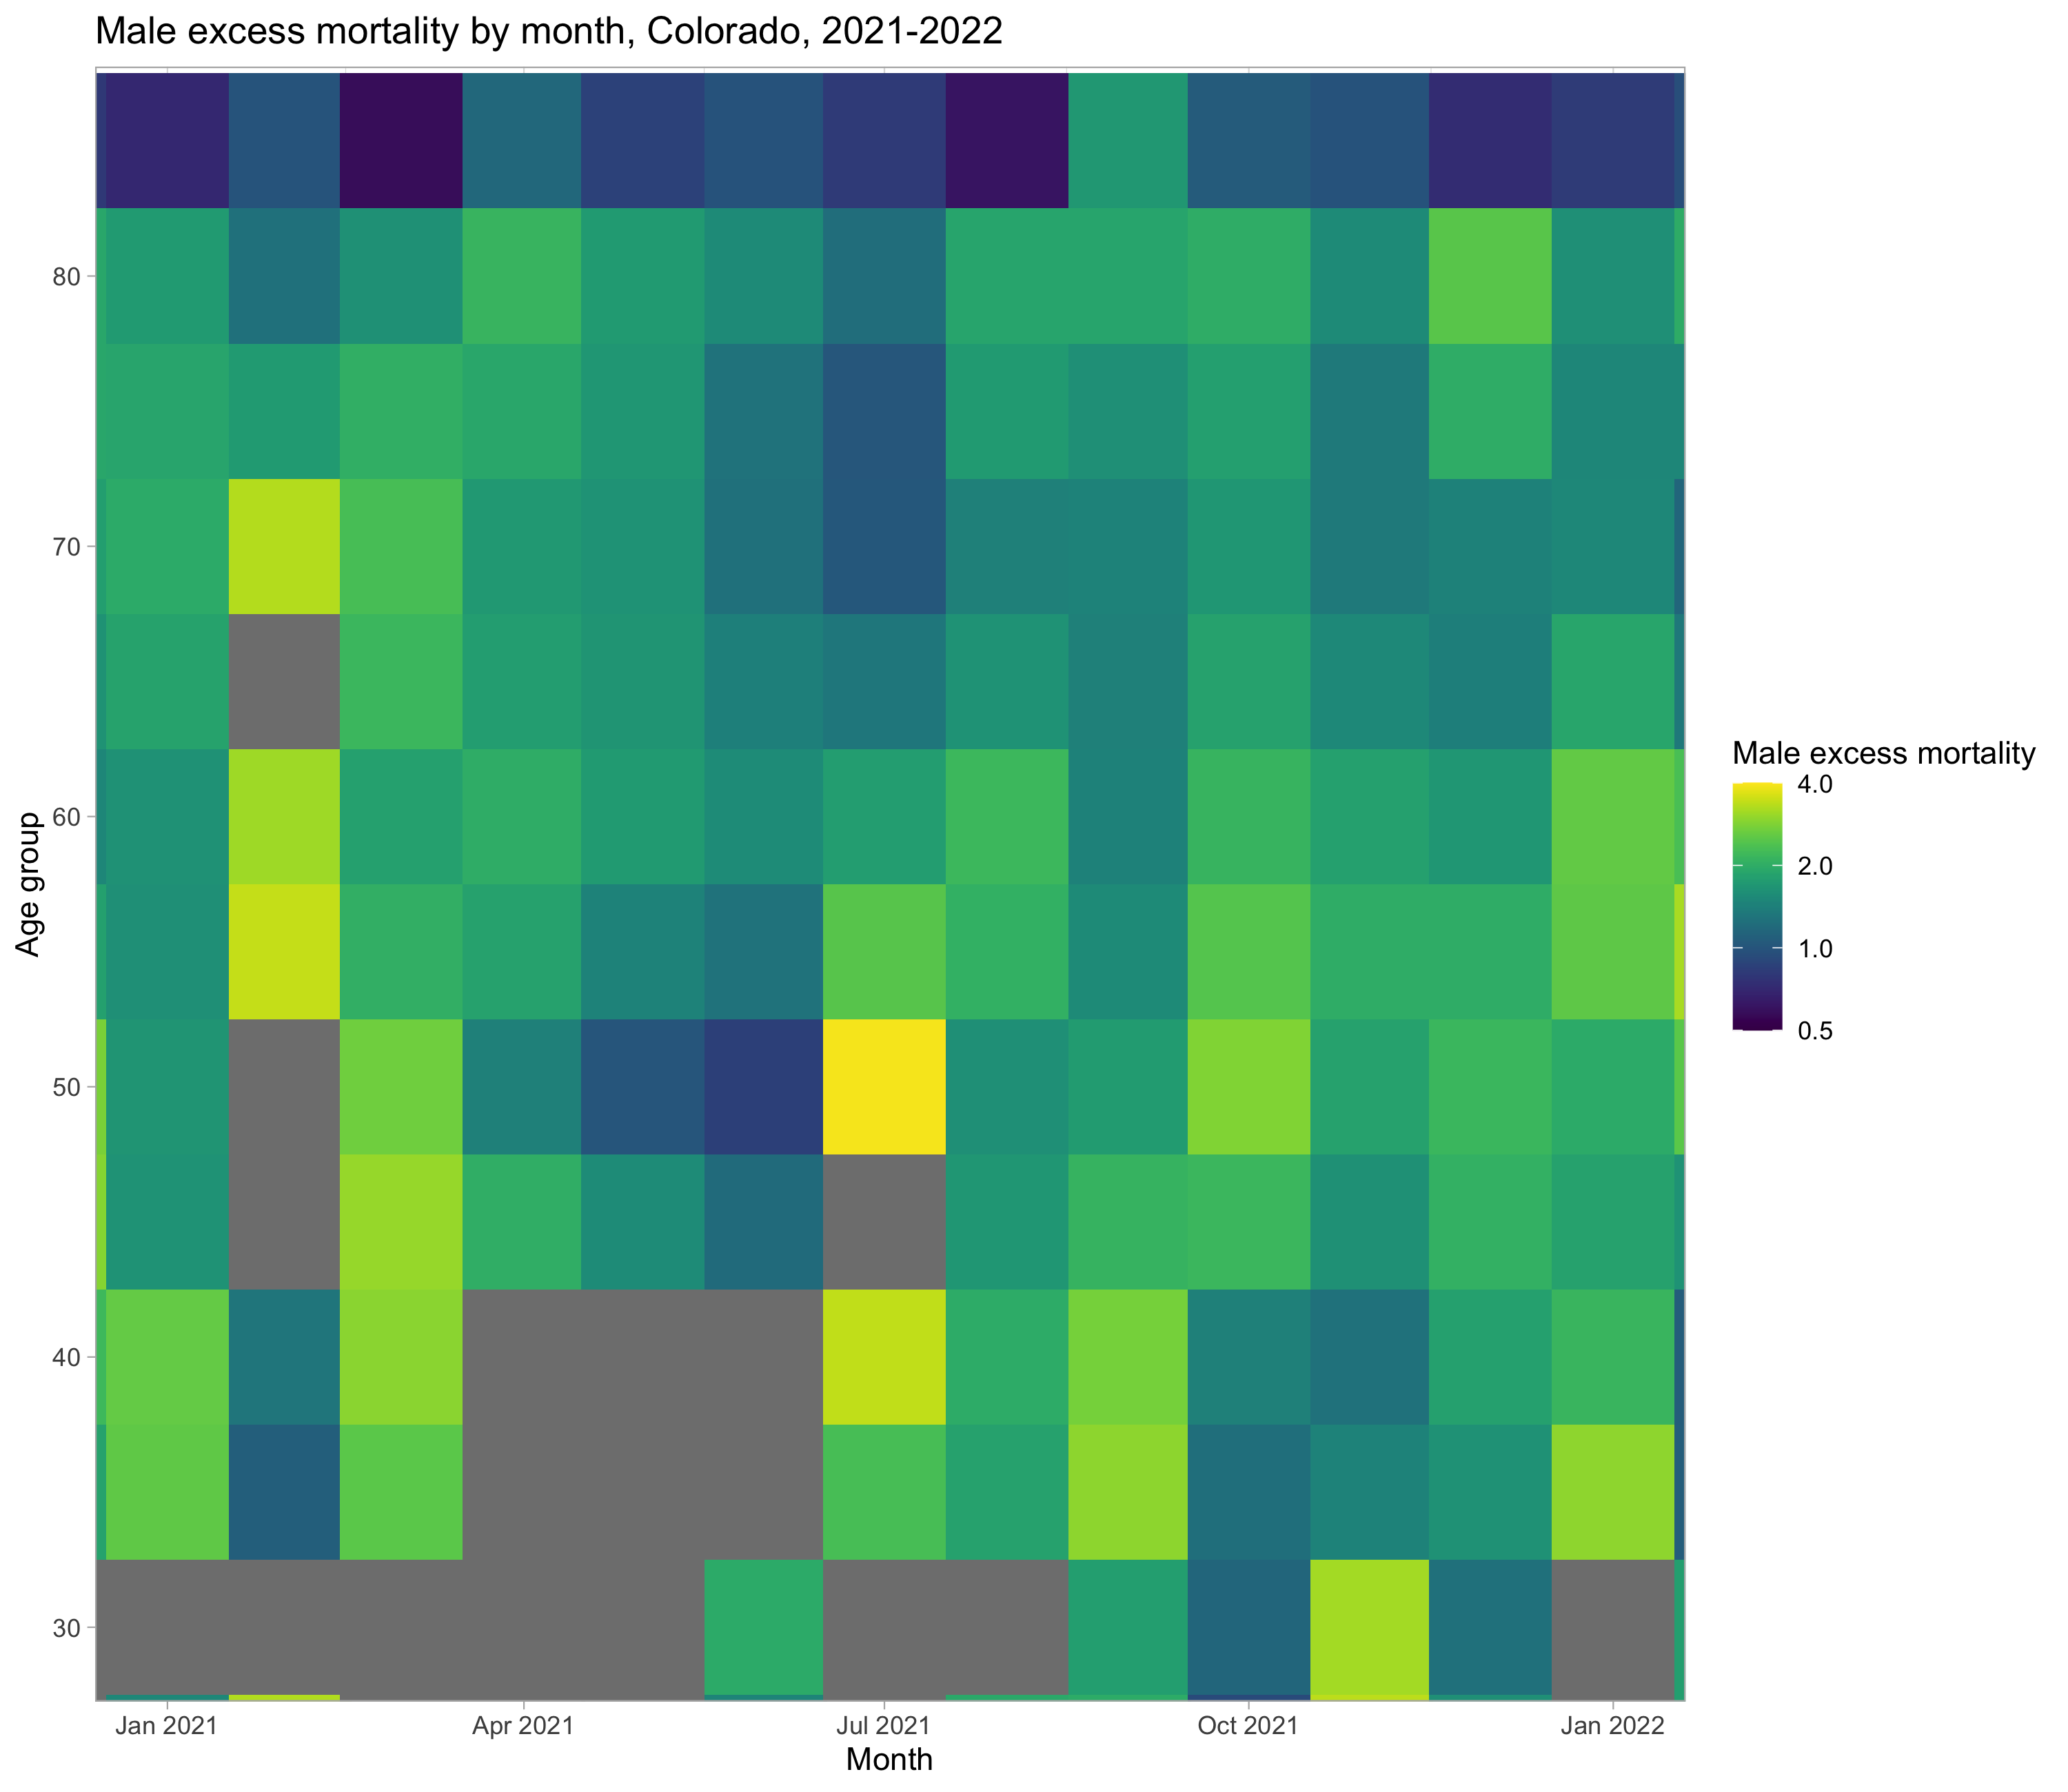 Male excess mortality by month, Colorado, 2021-2022
80
70
60
50
40
30
Age group
Jan 2021
Apr 2021
Jul 2021
Oct 2021
Jan 2022
Month
Male excess mortality
4.0
2.0
1.0
0.5